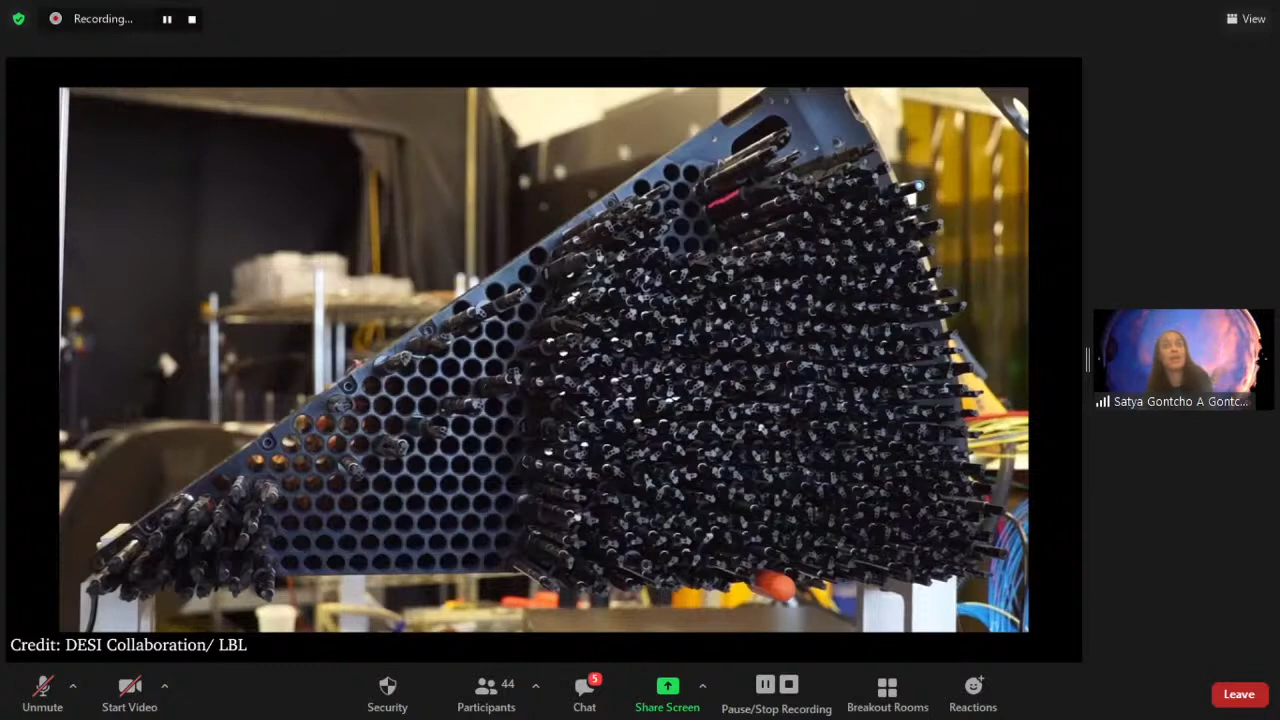 Recording...
View
Satya Gontcho A Gontc...
Credit: DESI Collaboration/ LBL
Unmute
Start Video
Security
44
Participants
5
Chat
Share Screen
Pause/Stop Recording
Breakout Rooms
Reactions
Leave